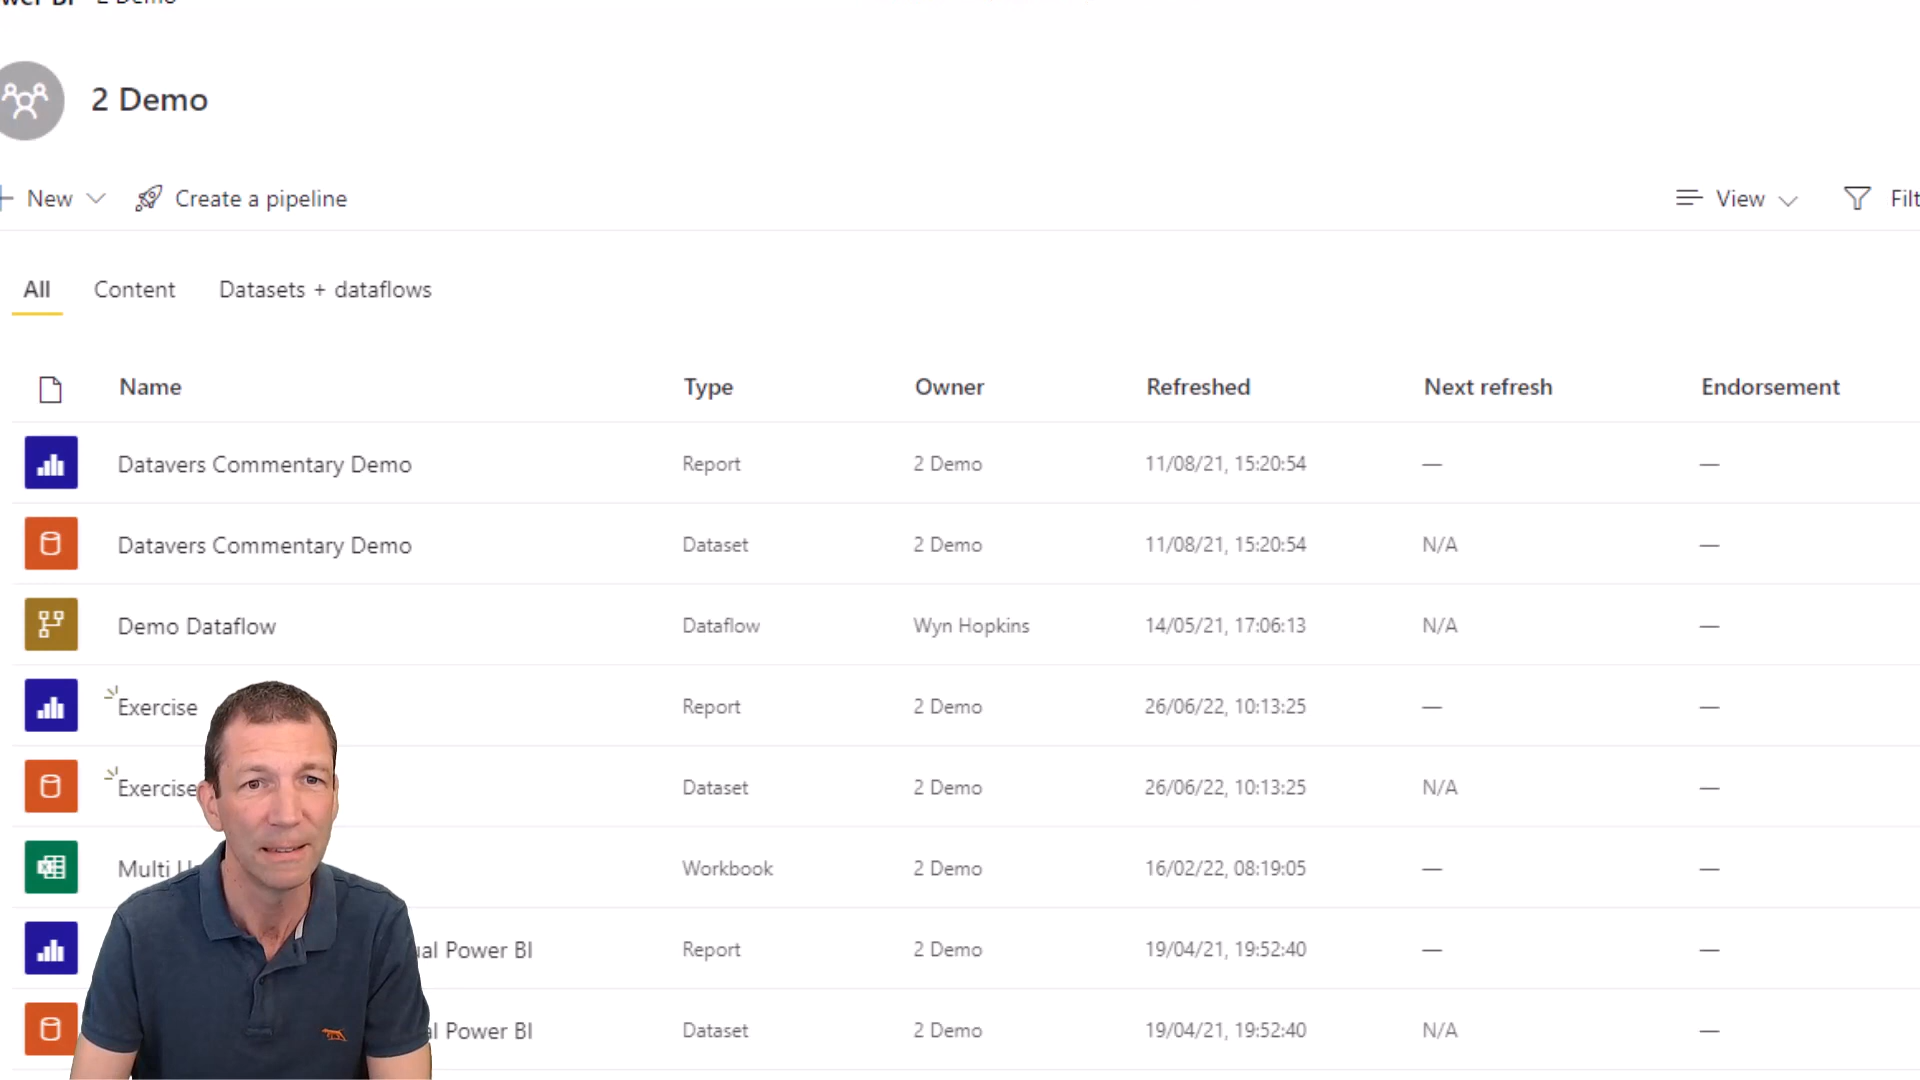 2 Demo
2 Demo
New Create a pipeline View
All Content Datasets + dataflows
Name Type Owner Refreshed Next refresh Endorsement
Datavers Commentary Demo Report 2 Demo 11/08/21, 15:20:54 — —
Datavers Commentary Demo Dataset 2 Demo 11/08/21, 15:20:54 N/A —
Demo Dataflow Dataflow Wyn Hopkins 14/05/21, 17:06:13 N/A —
Exercise Report 2 Demo 26/06/22, 10:13:25 — —
Exercise Dataset 2 Demo 26/06/22, 10:13:25 N/A —
Multi Workbook 2 Demo 16/02/22, 08:19:05 — —
Power BI Report 2 Demo 19/04/21, 19:52:40 — —
Power BI Dataset 2 Demo 19/04/21, 19:52:40 N/A —